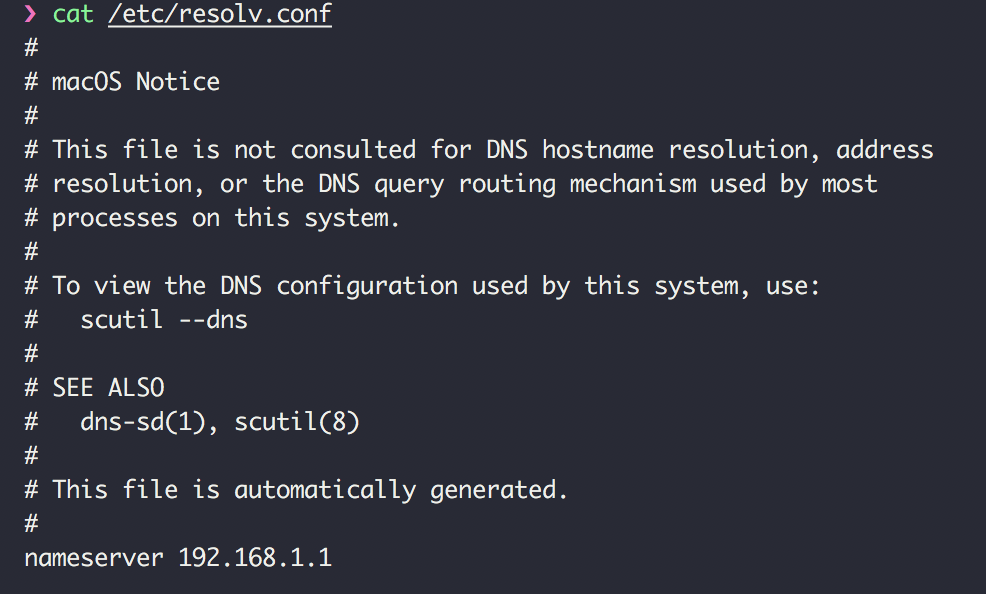 ❯ cat /etc/resolv.conf
#
# macOS Notice
#
# This file is not consulted for DNS hostname resolution, address
# resolution, or the DNS query routing mechanism used by most
# processes on this system.
#
# To view the DNS configuration used by this system, use:
#   scutil --dns
#
# SEE ALSO
#   dns-sd(1), scutil(8)
#
# This file is automatically generated.
#
nameserver 192.168.1.1